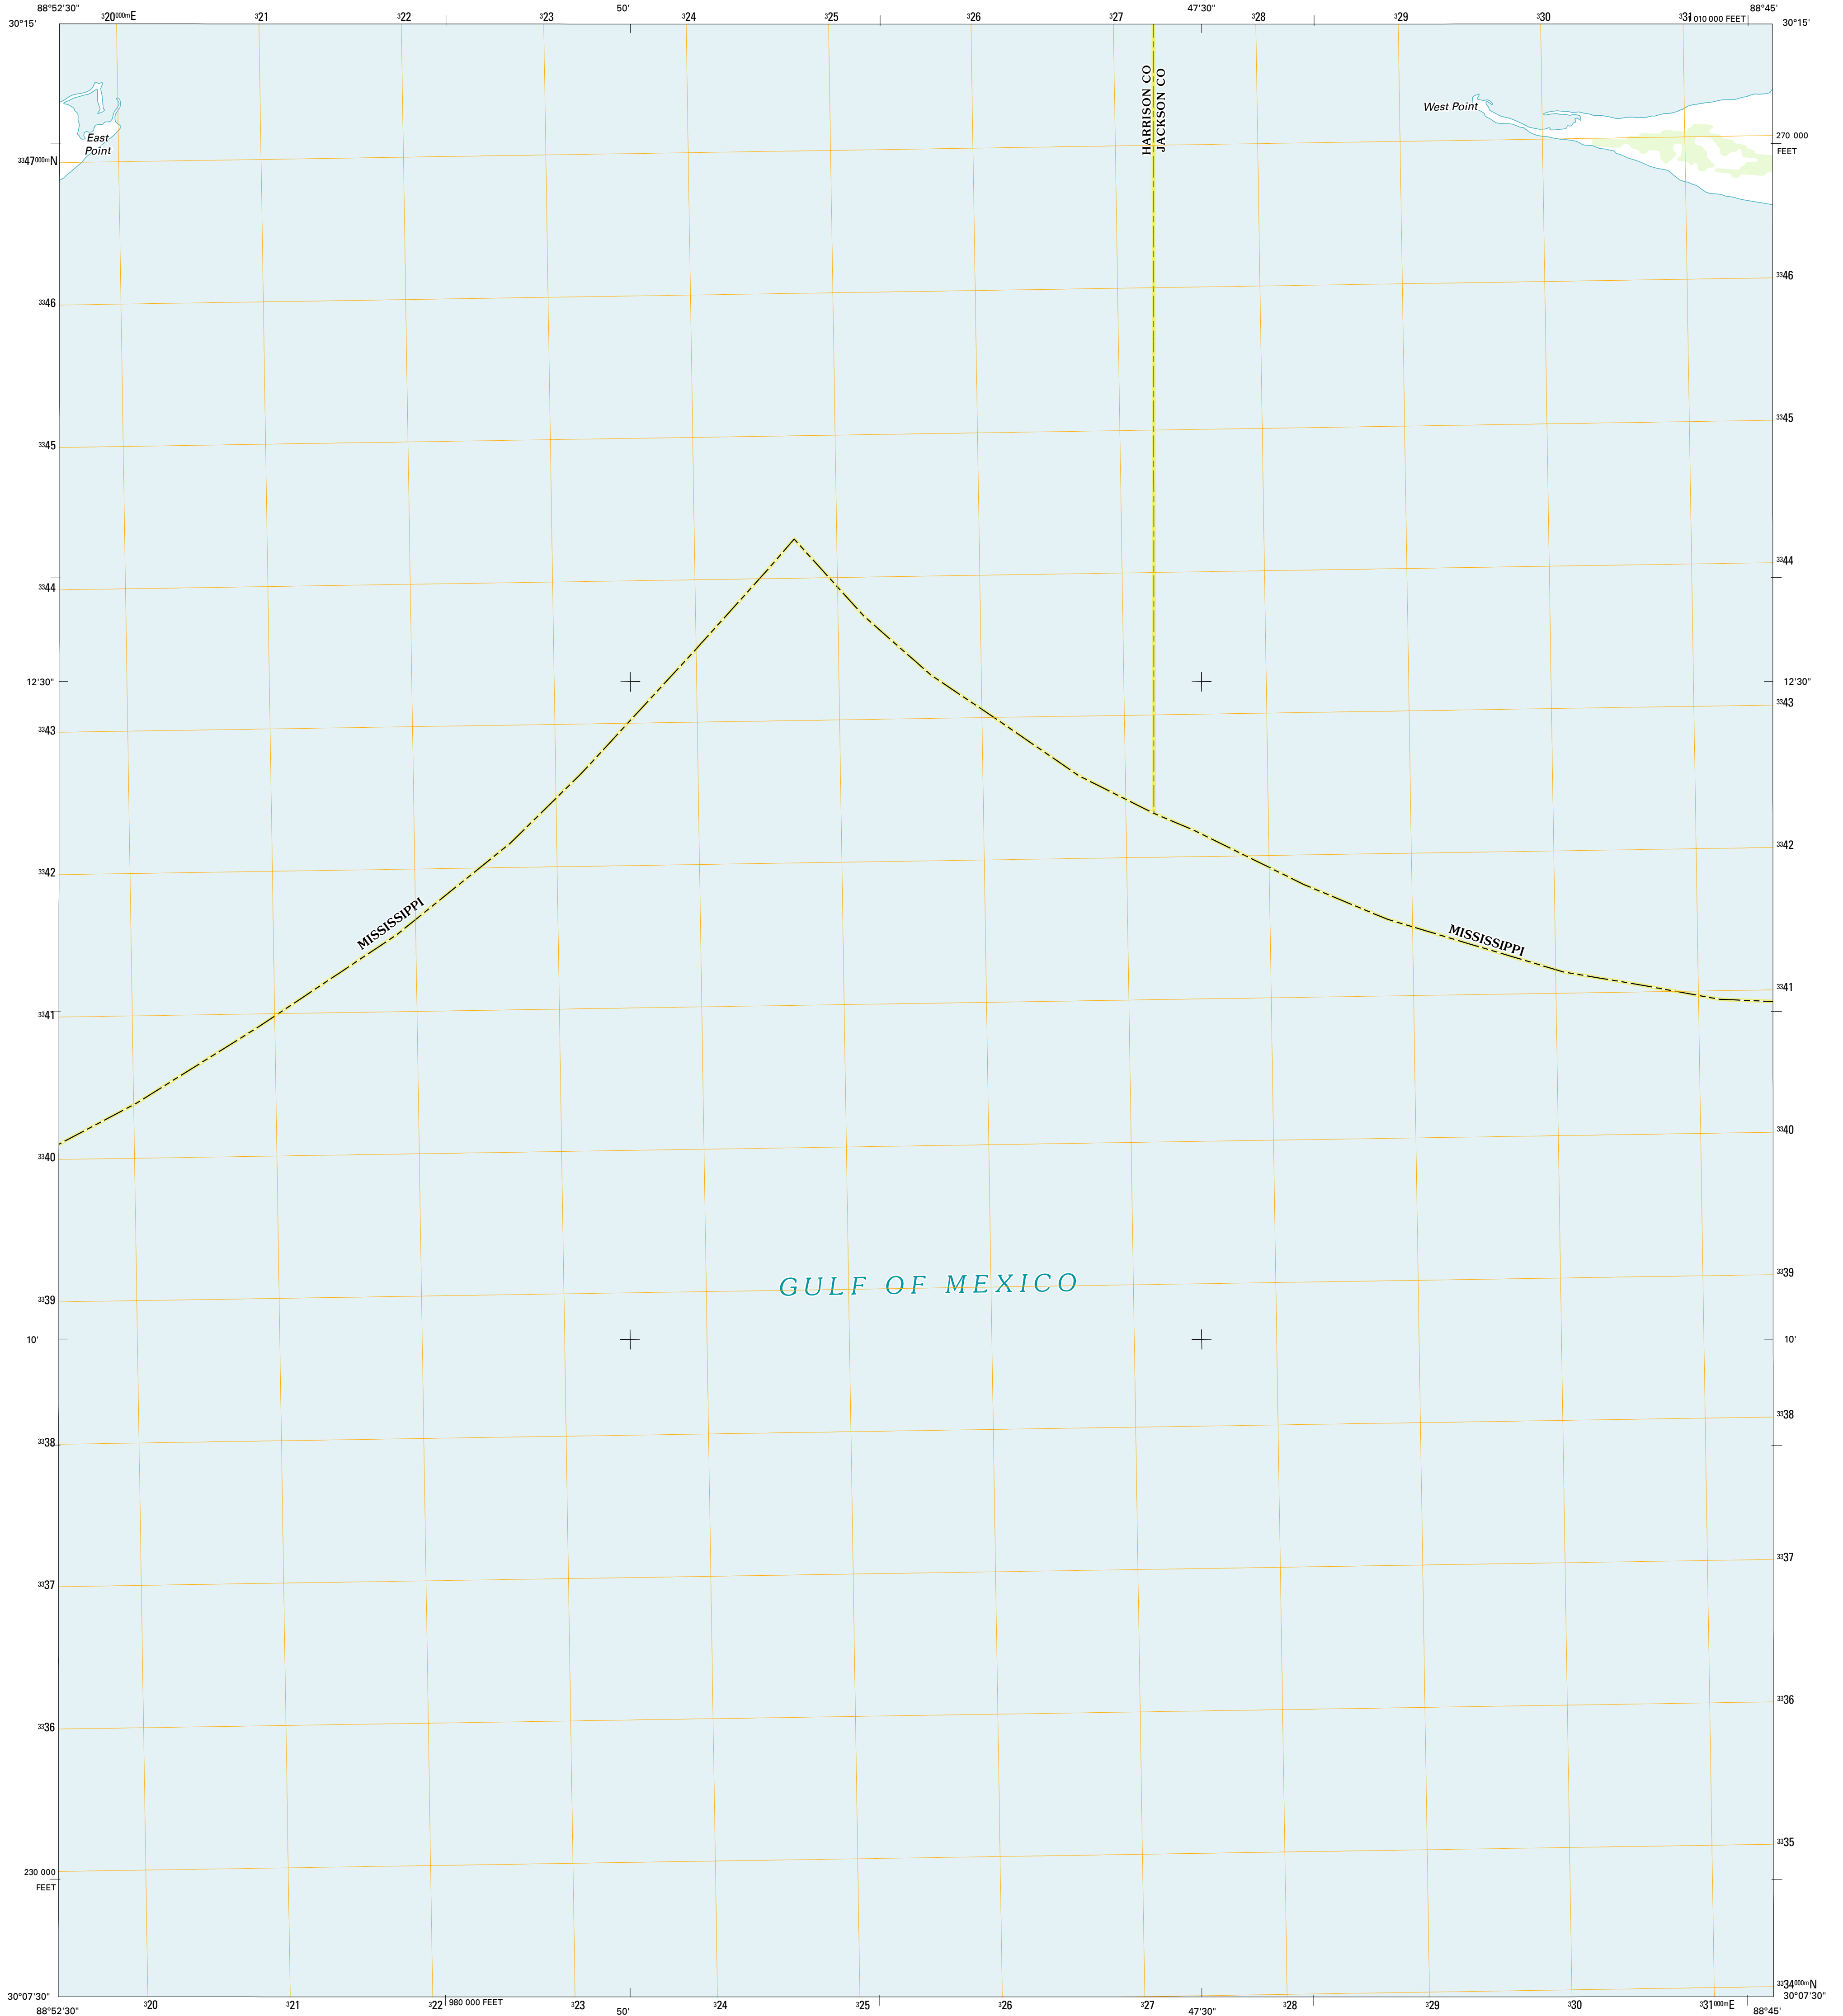 88°52'30" ³20⁰⁰⁰ᵐE ³21 ³22 ³23 50' ³24 ³25 ³26 ³27 47'30" ³28 ³29 ³30 ³31 1 010 000 FEET 88°45'
30°15' 30°15'
HARRISON CO
JACKSON CO
West Point
East
Point
270 000
FEET
³³47⁰⁰⁰ᵐN
³³46 ³³46
³³45 ³³45
³³44 ³³44
12'30" 12'30"
³³43 ³³43
³³42 ³³42
MISSISSIPPI
MISSISSIPPI
³³41 ³³41
³³40 ³³40
GULF OF MEXICO
³³39 ³³39
10' 10'
³³38 ³³38
³³37 ³³37
³³36 ³³36
³³35
230 000
FEET
³³34⁰⁰⁰ᵐN
30°07'30" 30°07'30"
88°52'30" ³20 ³21 ³22 980 000 FEET ³23 50' ³24 ³25 ³26 ³27 47'30" ³28 ³29 ³30 ³31⁰⁰⁰ᵐE 88°45'